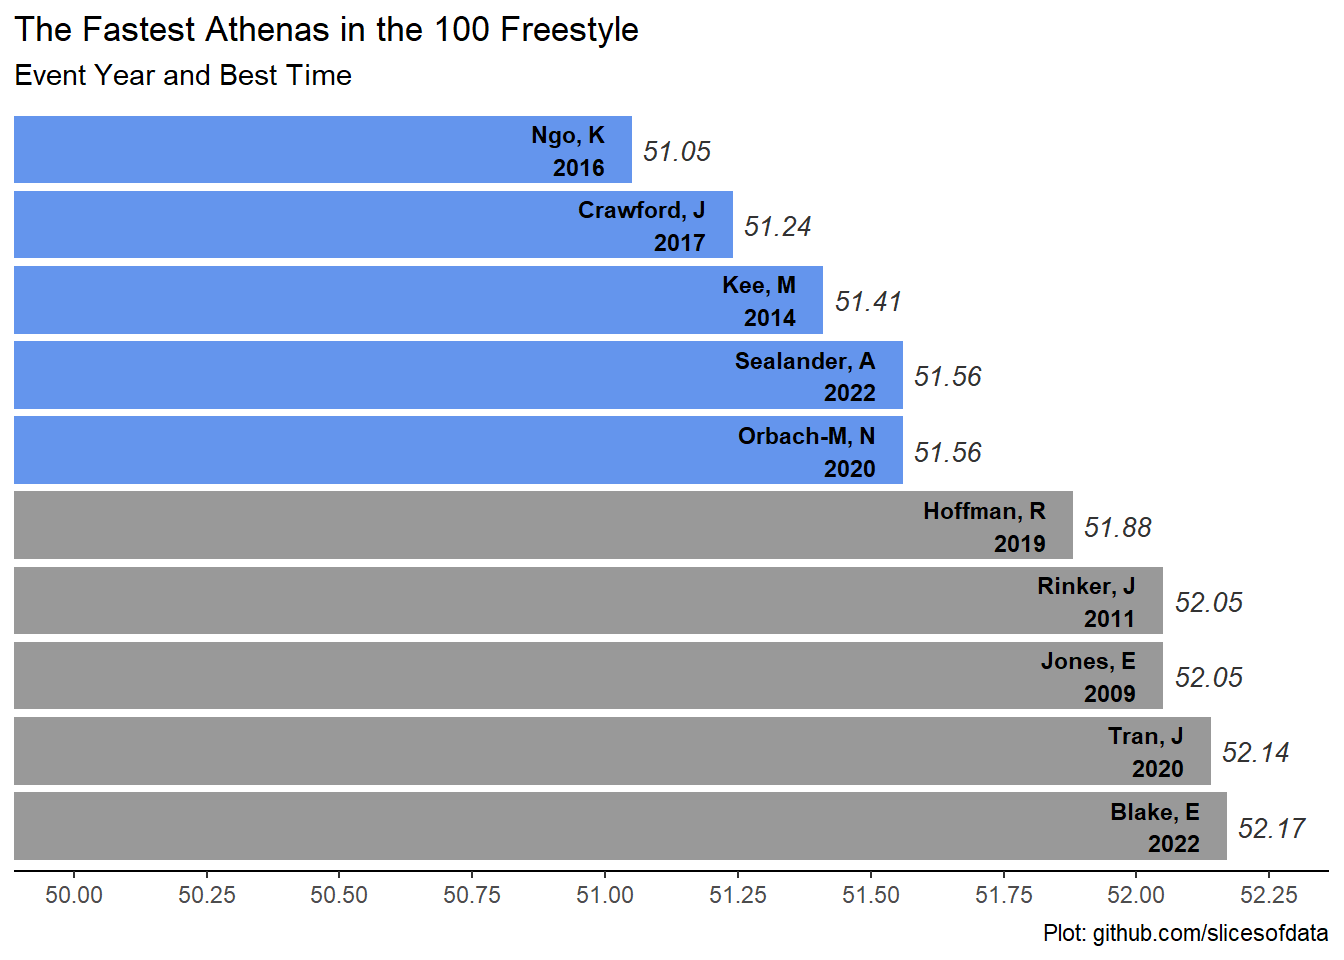 The Fastest Athenas in the 100 Freestyle
Event Year and Best Time
Ngo, K
2016
51.05
Crawford, J
2017
51.24
Kee, M
2014
51.41
Sealander, A
2022
51.56
Orbach-M, N
2020
51.56
Hoffman, R
2019
51.88
Rinker, J
2011
52.05
Jones, E
2009
52.05
Tran, J
2020
52.14
Blake, E
2022
52.17
50.00 50.25 50.50 50.75 51.00 51.25 51.50 51.75 52.00 52.25
Plot: github.com/slicesofdata